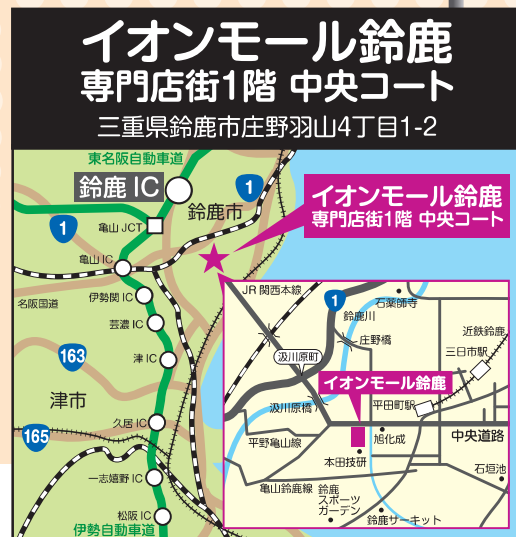 イオンモール鈴鹿
専門店街1階 中央コート
三重県鈴鹿市庄野羽山4丁目1-2
東名阪自動車道
鈴鹿 IC
1
鈴鹿市
イオンモール鈴鹿
専門店街1階 中央コート
1
亀山 JCT
亀山 IC
伊勢関 IC
名阪国道
芸濃 IC
163
津 IC
津市
久居 IC
165
一志嬉野 IC
松阪 IC
伊勢自動車道
JR 関西本線
1
石薬師寺
鈴鹿川
庄野橋
近鉄鈴鹿
三日市駅
汲川原町
イオンモール鈴鹿
汲川原橋
平田町駅
中央道路
旭化成
平野亀山線
本田技研
石垣池
亀山鈴鹿線
鈴鹿
スポーツ
ガーデン
鈴鹿サーキット